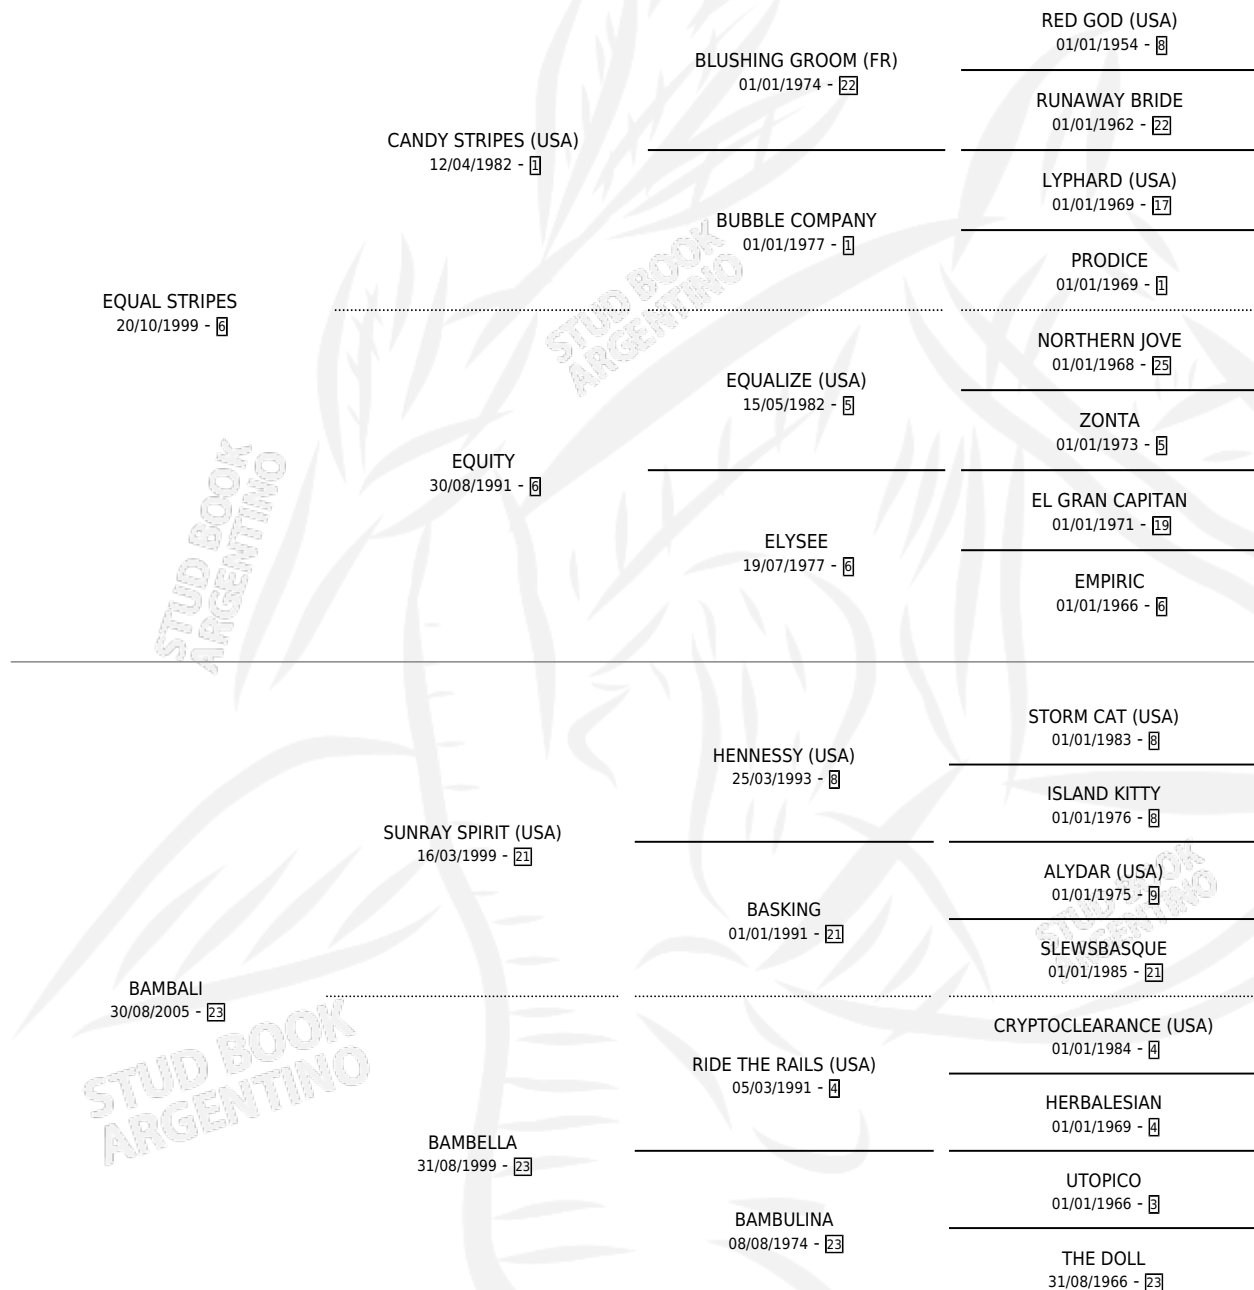 RED GOD (USA)
01/01/1954 - 8
BLUSHING GROOM (FR)
01/01/1974 - 22
RUNAWAY BRIDE
01/01/1962 - 22
CANDY STRIPES (USA)
12/04/1982 - 1
LYPHARD (USA)
01/01/1969 - 17
BUBBLE COMPANY
01/01/1977 - 1
PRODICE
01/01/1969 - 1
EQUAL STRIPES
20/10/1999 - 6
NORTHERN JOVE
01/01/1968 - 25
EQUALIZE (USA)
15/05/1982 - 5
ZONTA
01/01/1973 - 5
EQUITY
30/08/1991 - 6
EL GRAN CAPITAN
01/01/1971 - 19
ELYSEE
19/07/1977 - 6
EMPIRIC
01/01/1966 - 6
STORM CAT (USA)
01/01/1983 - 8
HENNESSY (USA)
25/03/1993 - 8
ISLAND KITTY
01/01/1976 - 8
SUNRAY SPIRIT (USA)
16/03/1999 - 21
ALYDAR (USA)
01/01/1975 - 9
BASKING
01/01/1991 - 21
SLEWSBASQUE
01/01/1985 - 21
BAMBALI
30/08/2005 - 23
CRYPTOCLEARANCE (USA)
01/01/1984 - 4
RIDE THE RAILS (USA)
05/03/1991 - 4
HERBALESIAN
01/01/1969 - 4
BAMBELLA
31/08/1999 - 23
UTOPICO
01/01/1966 - 3
BAMBULINA
08/08/1974 - 23
THE DOLL
31/08/1966 - 23
STUD BOOK
ARGENTINO
STUD BOOK
ARGENTINO
STUD BOOK
ARGENTINO
STUD BOOK
ARGENTINO